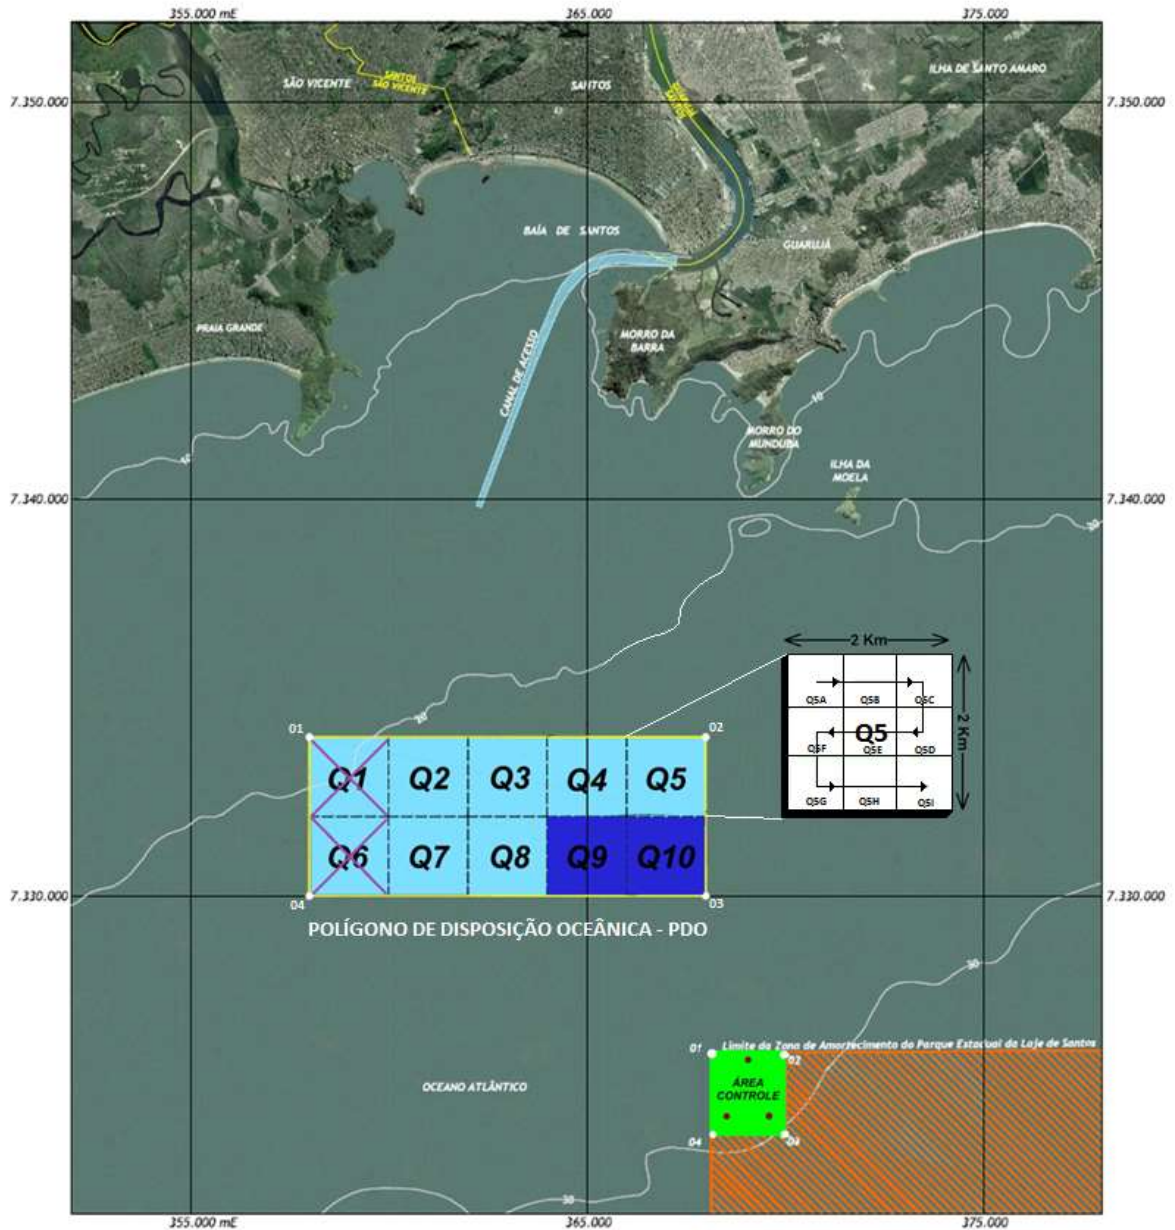 355.000 mE
365.000
375.000
ILHA DE SANTO AMARO
SÃO VICENTE
SANTOS
SÃO VICENTE
SANTOS
GUARUJÁ
SANTOS
7.350.000
7.350.000
BAÍA DE SANTOS
GUARUJÁ
PRAIA GRANDE
MORRO DA
BARRA
CANAL DE ACESSO
10
10
MORRO DO
MUNDUBA
ILHA DA
MOELA
7.340.000
7.340.000
20
2 Km
Q5A
Q5B
Q5C
Q5
Q5F
Q5E
Q5D
2 Km
Q5G
Q5H
Q5I
20
01
02
Q1
Q2
Q3
Q4
Q5
Q6
Q7
Q8
Q9
Q10
04
03
7.330.000
7.330.000
POLÍGONO DE DISPOSIÇÃO OCEÂNICA - PDO
30
01
Limite da Zona de Amortecimento do Parque Estadual da Laje de Santos
02
ÁREA
CONTROLE
OCEANO ATLÂNTICO
04
30
355.000 mE
365.000
375.000